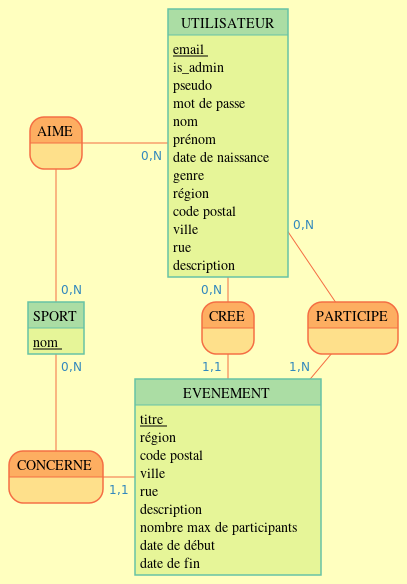 UTILISATEUR
email
is_admin
pseudo
mot de passe
nom
prénom
date de naissance
genre
région
code postal
ville
rue
description
AIME
0,N
0,N
0,N
0,N
SPORT
nom
CREE
PARTICIPE
0,N
1,1
1,N
EVENEMENT
titre
région
code postal
ville
rue
description
nombre max de participants
date de début
date de fin
CONCERNE
1,1